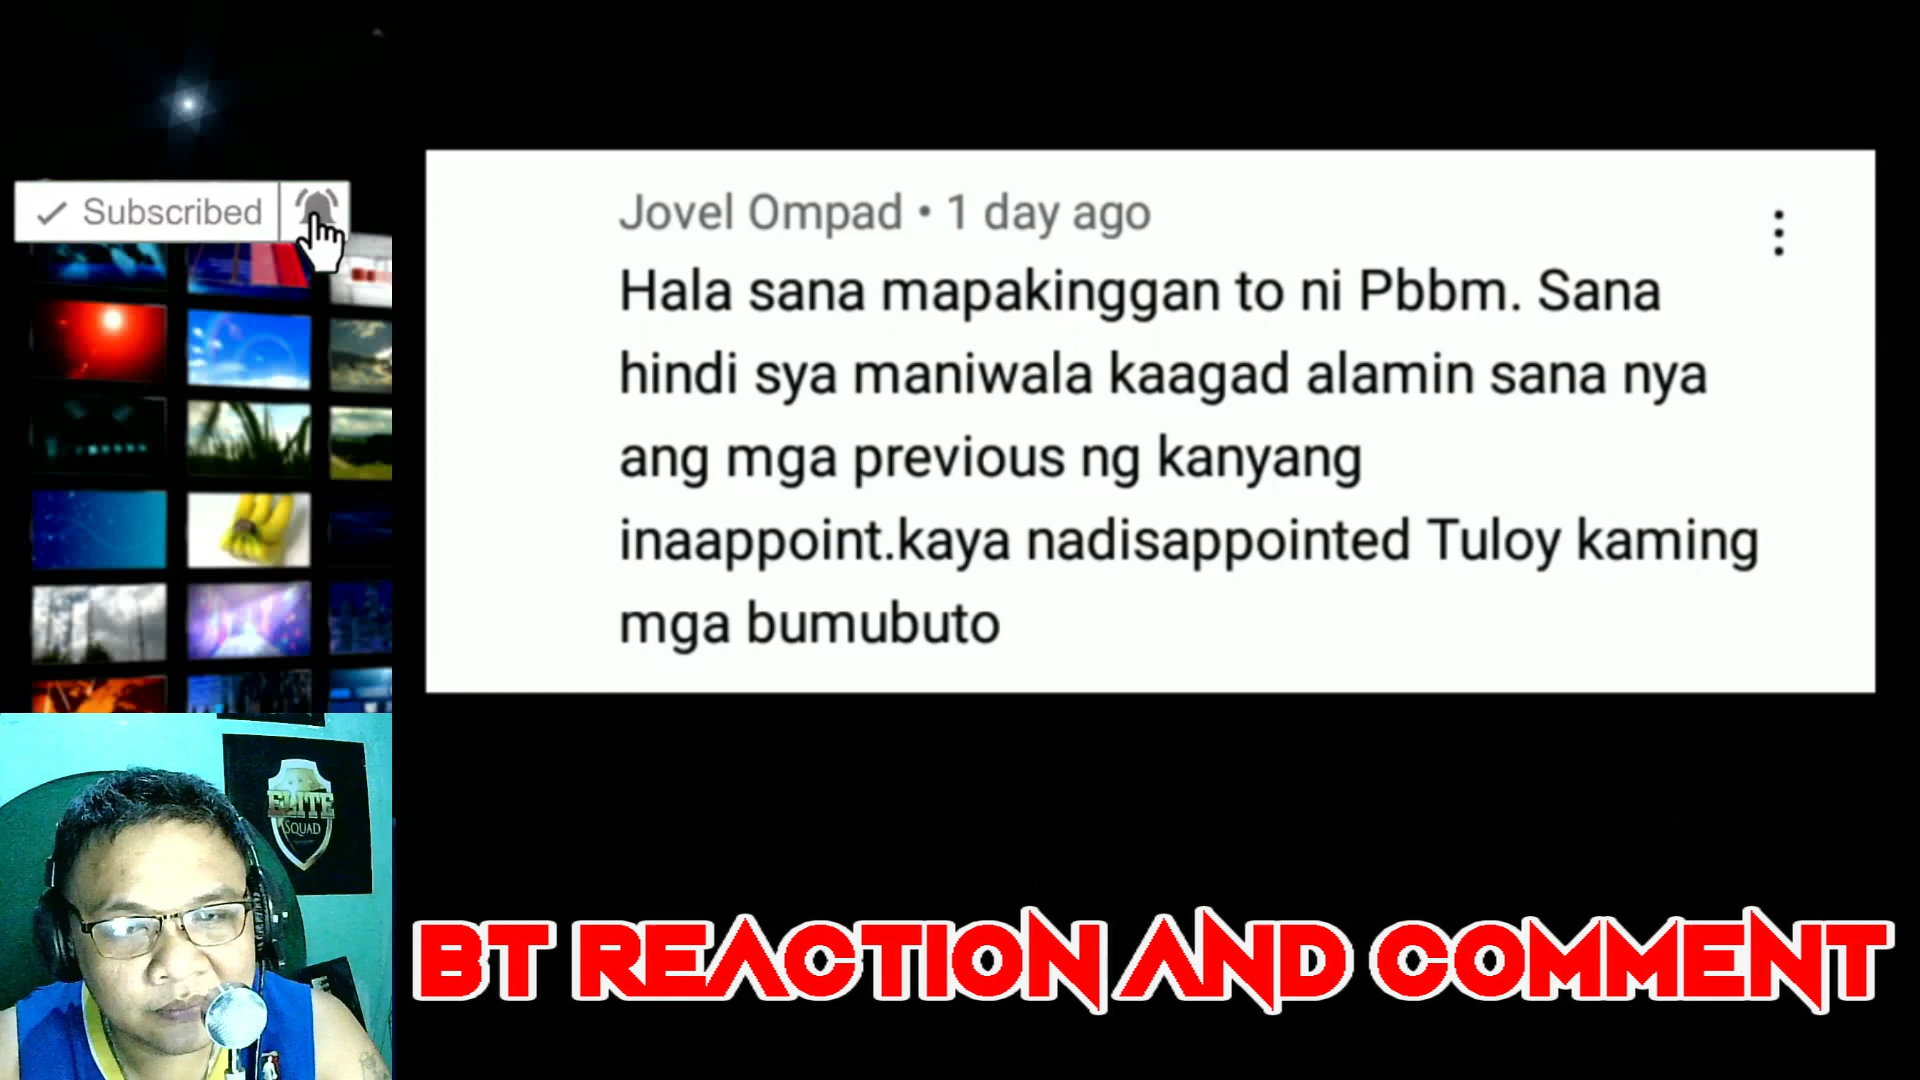 Subscribed
Jovel Ompad • 1 day ago
Hala sana mapakinggan to ni Pbbm. Sana
hindi sya maniwala kaagad alamin sana nya
ang mga previous ng kanyang
inaappoint.kaya nadisappointed Tuloy kaming
mga bumubuto
ELITE
SQUAD
BT REACTION AND COMMENT